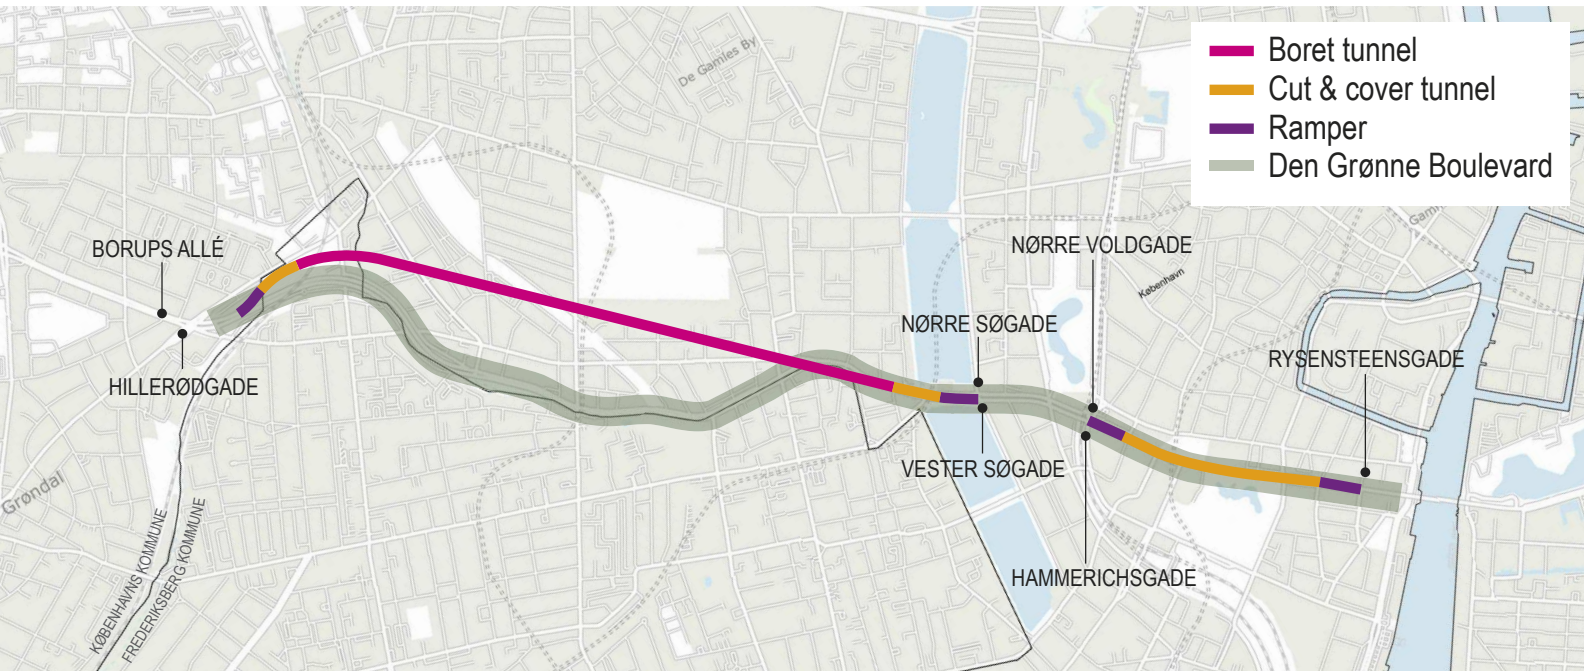 De Gamles By
Boret tunnel
Cut & cover tunnel
Ramper
Den Grønne Boulevard
BORUPS ALLÉ
NØRRE VOLDGADE
København
NØRRE SØGADE
RYSENSTEENSGADE
HILLERØDGADE
VESTER SØGADE
Grøndal
KØBENHAVNS KOMMUNE
FREDERIKSBERG KOMMUNE
HAMMERICHSGADE